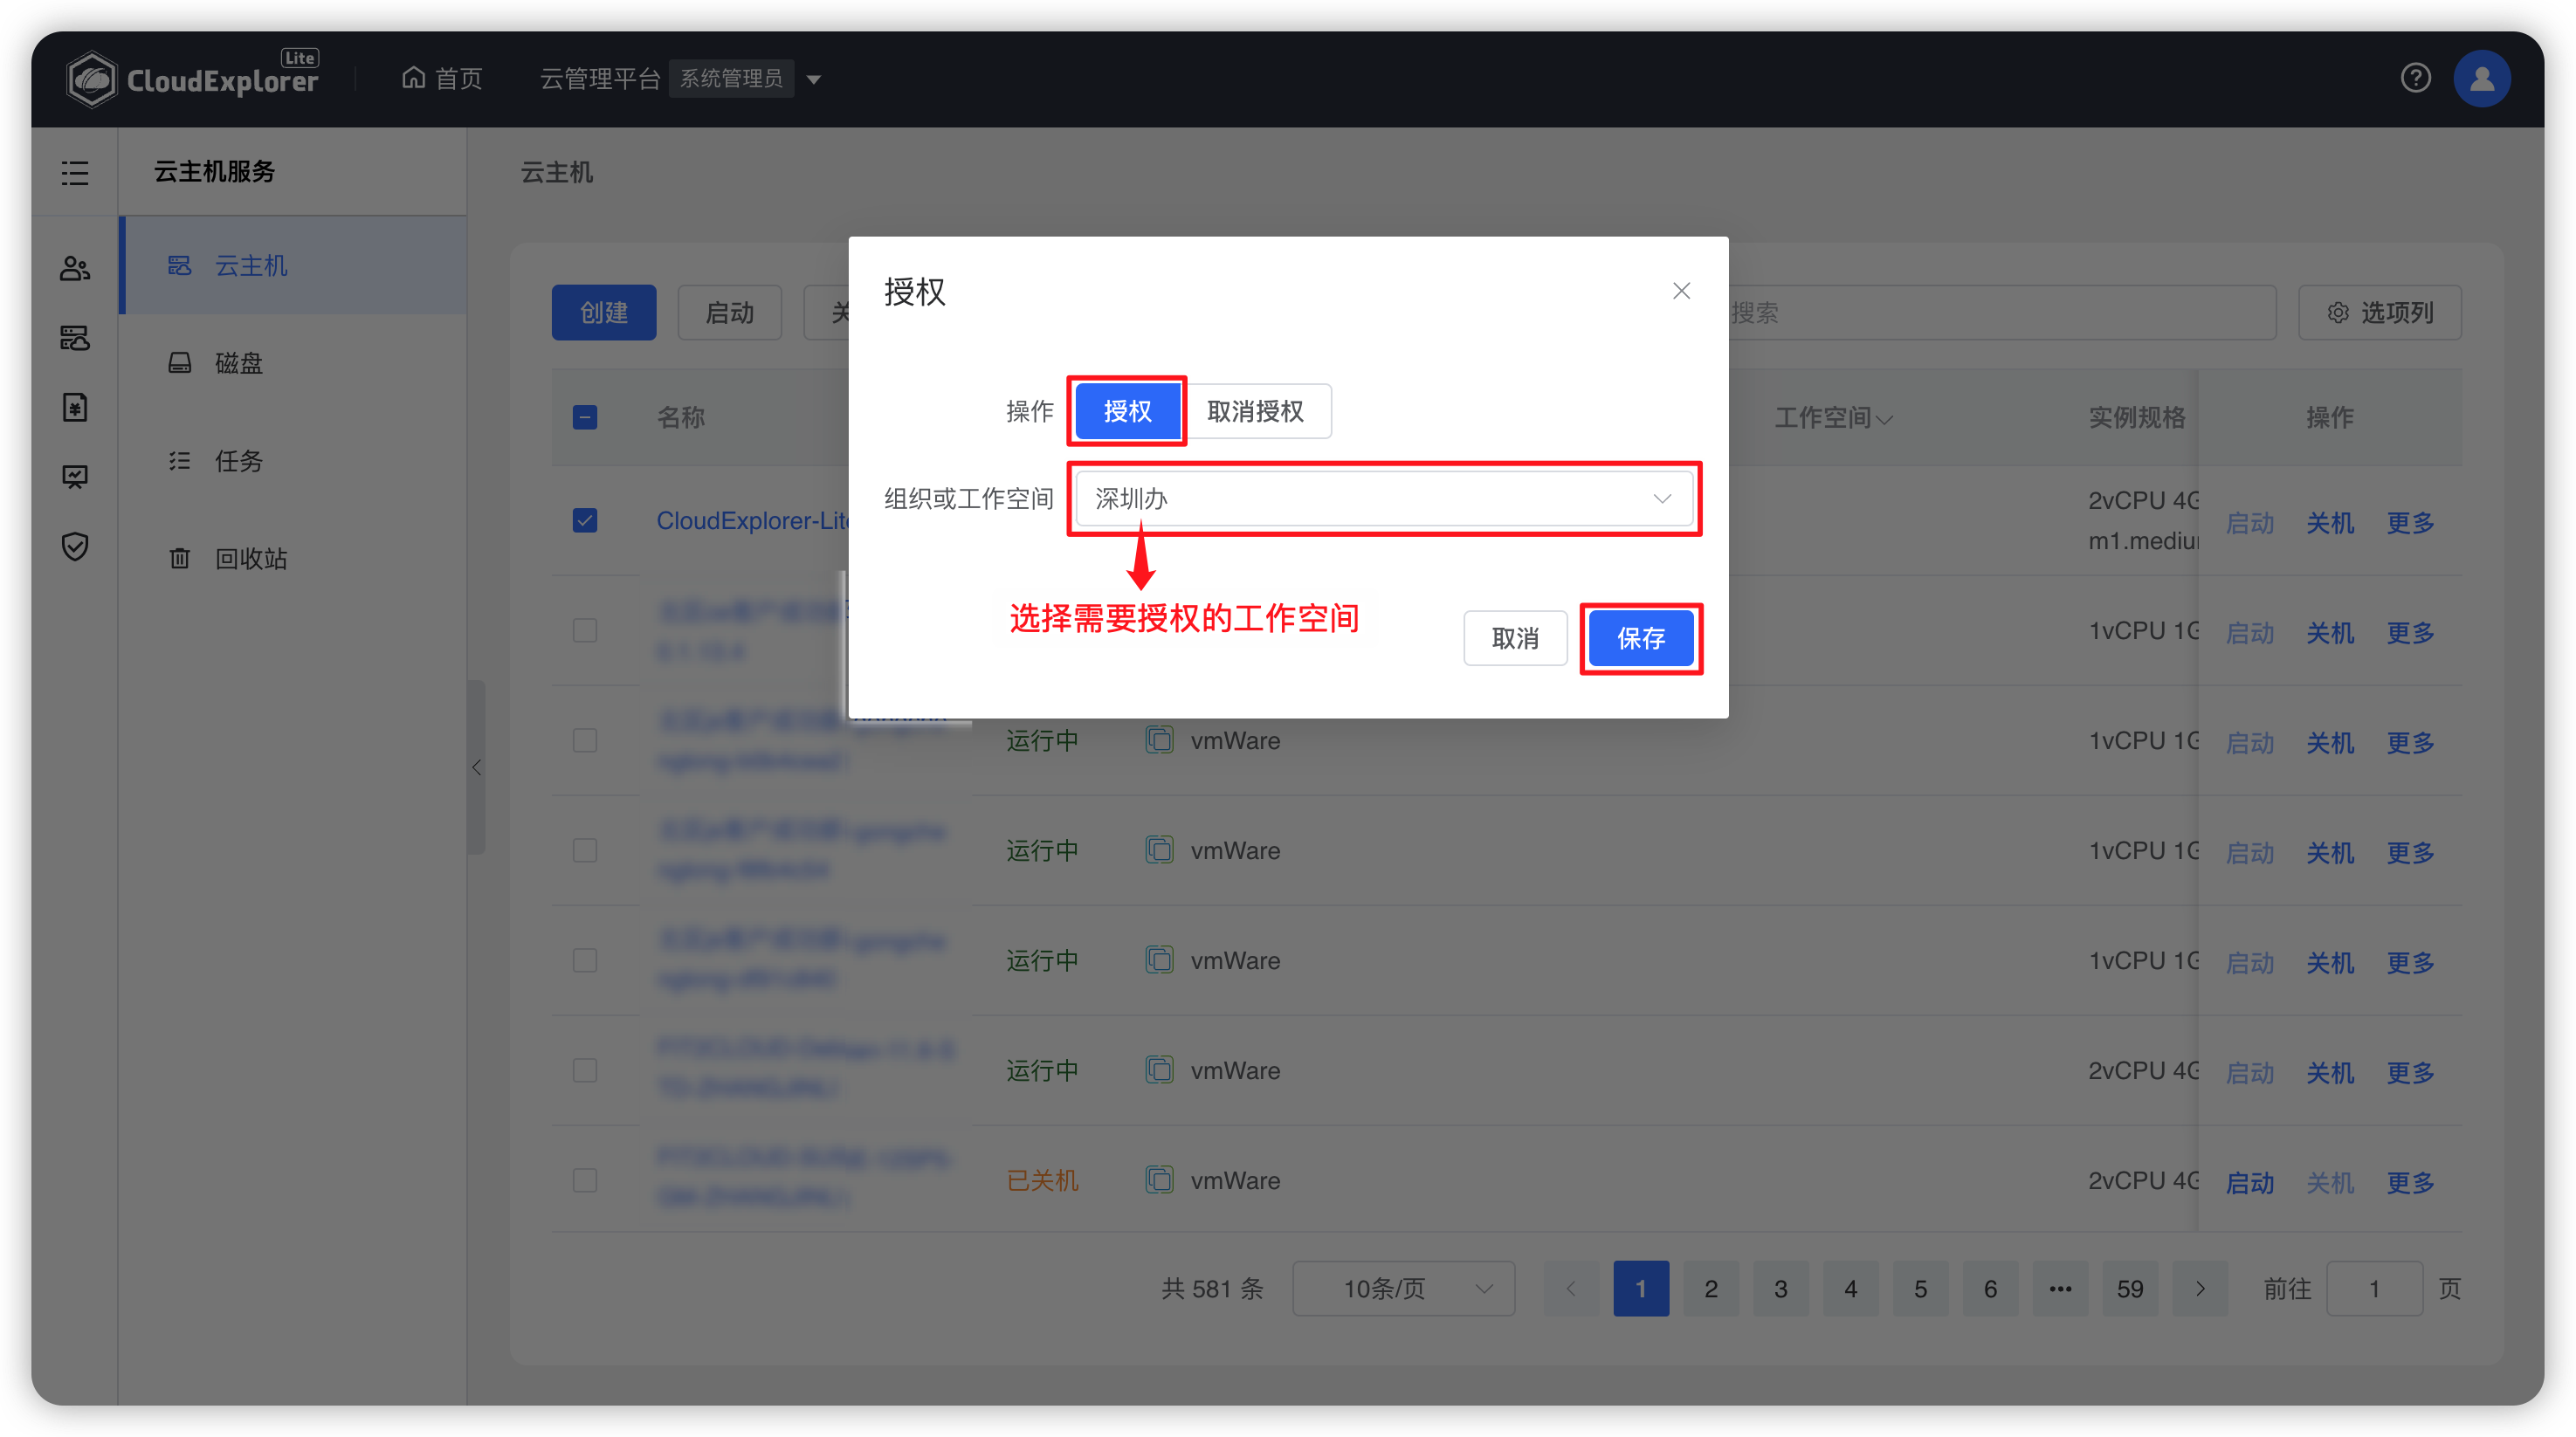 CloudExplorer Lite
首页
云管理平台 系统管理员
云主机服务
云主机
磁盘
任务
回收站
云主机
创建
启动
关
搜索
选项列
名称
工作空间
实例规格
操作
CloudExplorer-Lite
2vCPU 4G
m1.medium
启动 关机 更多
1vCPU 1G
启动 关机 更多
运行中
vmWare
1vCPU 1G
启动 关机 更多
运行中
vmWare
1vCPU 1G
启动 关机 更多
运行中
vmWare
1vCPU 1G
启动 关机 更多
运行中
vmWare
2vCPU 4G
启动 关机 更多
已关机
vmWare
2vCPU 4G
启动 关机 更多
共 581 条
10条/页
1
2
3
4
5
6
•••
59
前往
1
页
授权
操作
授权
取消授权
组织或工作空间
深圳办
选择需要授权的工作空间
取消
保存